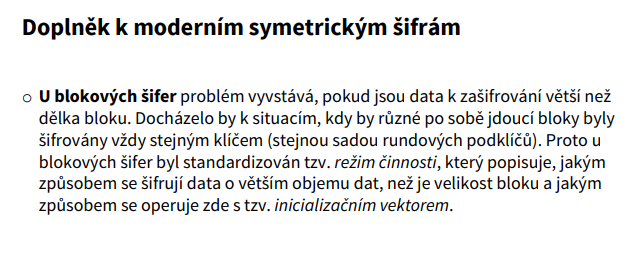 Doplněk k moderním symetrickým šifrám
○ U blokových šifer problém vyvstává, pokud jsou data k zašifrování větší než
délka bloku. Docházelo by k situacím, kdy by různé po sobě jdoucí bloky byly
šifrovány vždy stejným klíčem (stejnou sadou rundových podklíčů). Proto u
blokových šifer byl standardizován tzv. režim činnosti, který popisuje, jakým
způsobem se šifrují data o větším objemu dat, než je velikost bloku a jakým
způsobem se operuje zde s tzv. inicializačním vektorem.